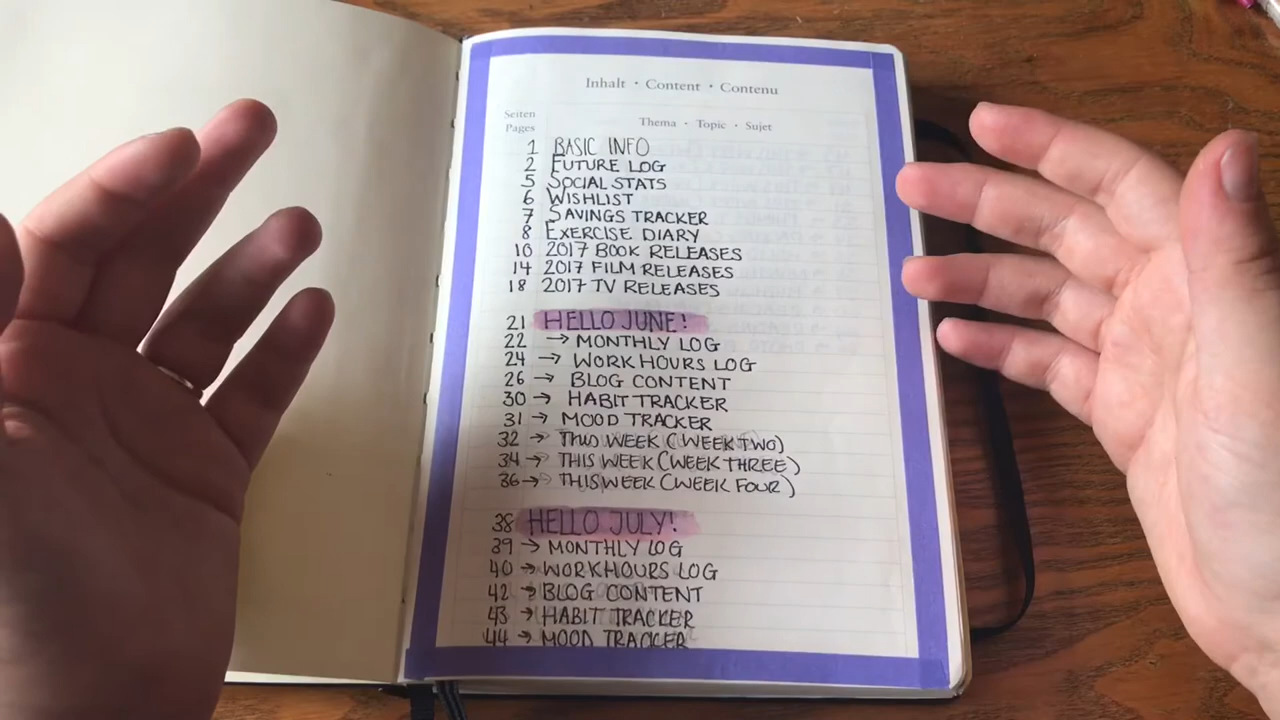 Inhalt · Content · Contenu
Seiten
Pages
Thema · Topic · Sujet
1 BASIC INFO
2 FUTURE LOG
5 SOCIAL STATS
6 WISHLIST
7 SAVINGS TRACKER
8 EXERCISE DIARY
10 2017 BOOK RELEASES
14 2017 FILM RELEASES
18 2017 TV RELEASES
21 HELLO JUNE!
22 → MONTHLY LOG
24 → WORK HOURS LOG
26 → BLOG CONTENT
30 → HABIT TRACKER
31 → MOOD TRACKER
32 → THIS WEEK (WEEK TWO)
34 → THIS WEEK (WEEK THREE)
36 → THIS WEEK (WEEK FOUR)
38 HELLO JULY!
39 → MONTHLY LOG
40 → WORK HOURS LOG
42 → BLOG CONTENT
43 → HABIT TRACKER
44 → MOOD TRACKER